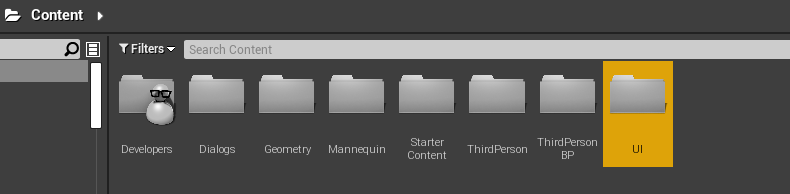 Content
Filters
Search Content
Developers
Dialogs
Geometry
Mannequin
Starter
Content
ThirdPerson
ThirdPerson
BP
UI